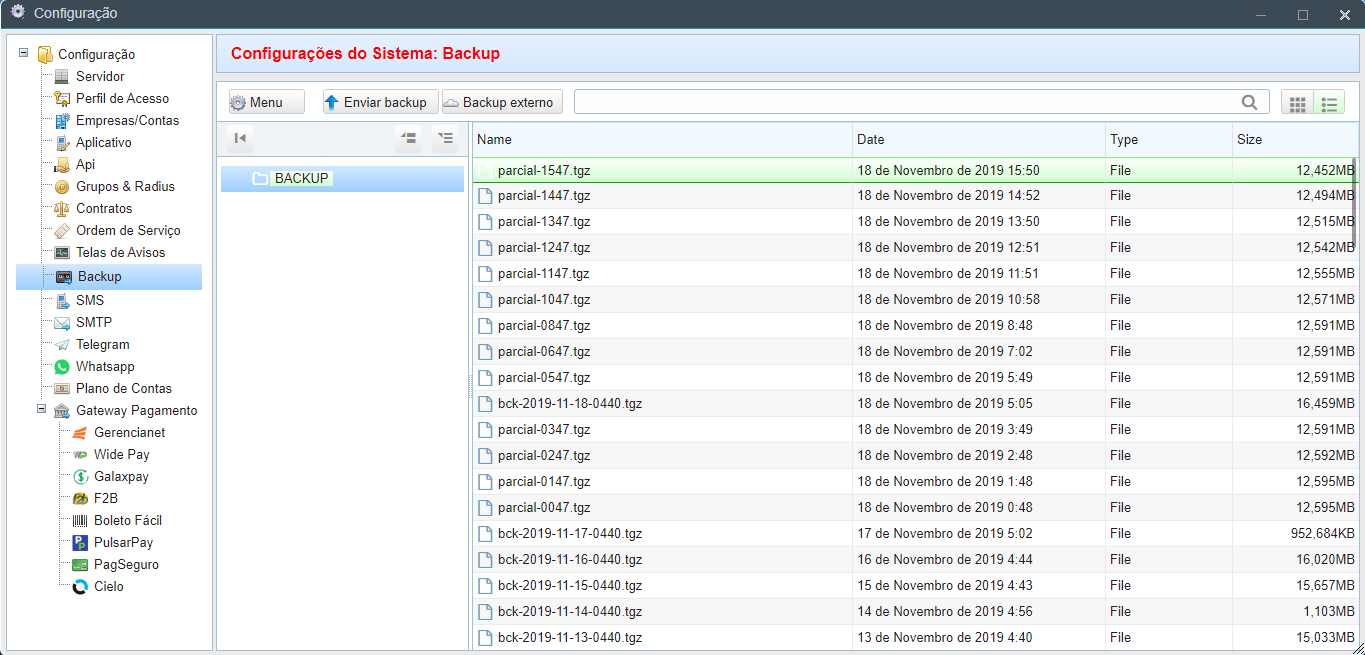 Configuração
Configuração
Servidor
Perfil de Acesso
Empresas/Contas
Aplicativo
Api
Grupos & Radius
Contratos
Ordem de Serviço
Telas de Avisos
Backup
SMS
SMTP
Telegram
Whatsapp
Plano de Contas
Gateway Pagamento
Gerencianet
Wide Pay
Galaxpay
F2B
Boleto Fácil
PulsarPay
PagSeguro
Cielo
Configurações do Sistema: Backup
Menu Enviar backup Backup externo
BACKUP
Name Date Type Size
parcial-1547.tgz 18 de Novembro de 2019 15:50 File 12,452MB
parcial-1447.tgz 18 de Novembro de 2019 14:52 File 12,494MB
parcial-1347.tgz 18 de Novembro de 2019 13:50 File 12,515MB
parcial-1247.tgz 18 de Novembro de 2019 12:51 File 12,542MB
parcial-1147.tgz 18 de Novembro de 2019 11:51 File 12,555MB
parcial-1047.tgz 18 de Novembro de 2019 10:58 File 12,571MB
parcial-0847.tgz 18 de Novembro de 2019 8:48 File 12,591MB
parcial-0647.tgz 18 de Novembro de 2019 7:02 File 12,591MB
parcial-0547.tgz 18 de Novembro de 2019 5:49 File 12,591MB
bck-2019-11-18-0440.tgz 18 de Novembro de 2019 5:05 File 16,459MB
parcial-0347.tgz 18 de Novembro de 2019 3:49 File 12,591MB
parcial-0247.tgz 18 de Novembro de 2019 2:48 File 12,592MB
parcial-0147.tgz 18 de Novembro de 2019 1:48 File 12,595MB
parcial-0047.tgz 18 de Novembro de 2019 0:48 File 12,595MB
bck-2019-11-17-0440.tgz 17 de Novembro de 2019 5:02 File 952,684KB
bck-2019-11-16-0440.tgz 16 de Novembro de 2019 4:44 File 16,020MB
bck-2019-11-15-0440.tgz 15 de Novembro de 2019 4:43 File 15,657MB
bck-2019-11-14-0440.tgz 14 de Novembro de 2019 4:56 File 1,103MB
bck-2019-11-13-0440.tgz 13 de Novembro de 2019 4:40 File 15,033MB